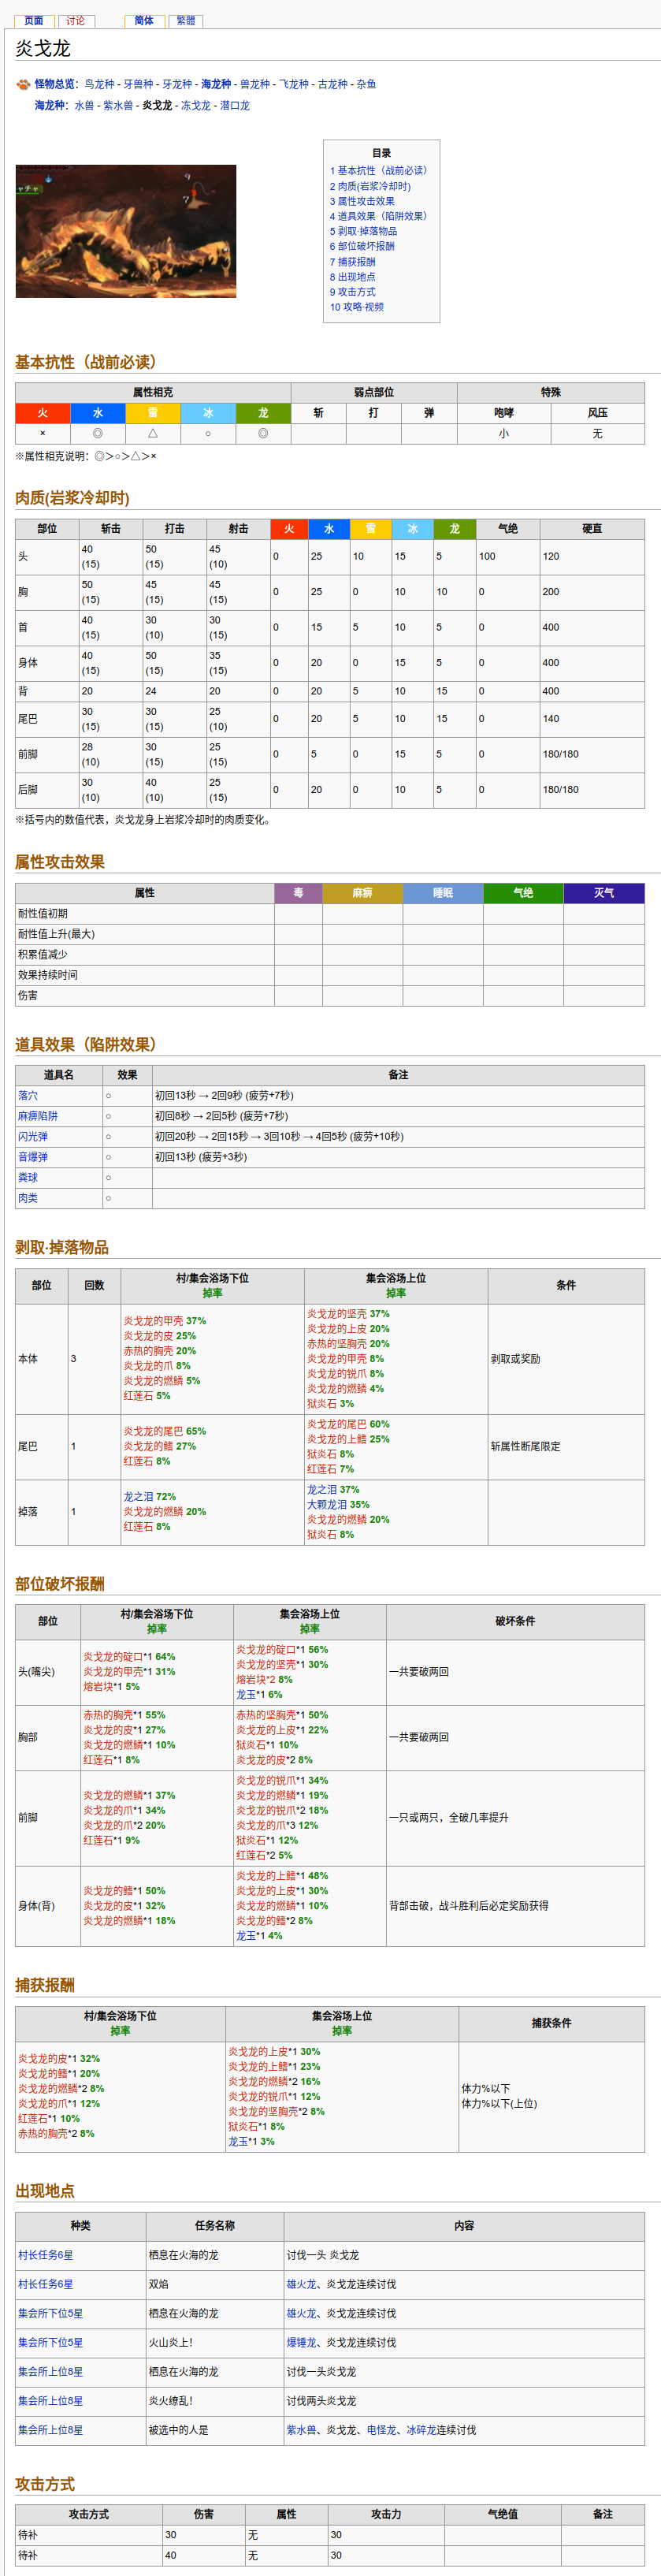 页面 讨论 简体 繁體
炎戈龙
怪物总览：鸟龙种 - 牙兽种 - 牙龙种 - 海龙种 - 兽龙种 - 飞龙种 - 古龙种 - 杂鱼
海龙种：水兽 - 紫水兽 - 炎戈龙 - 冻戈龙 - 潜口龙
ャチャ
?
?
目录
1 基本抗性（战前必读）
2 肉质(岩浆冷却时)
3 属性攻击效果
4 道具效果（陷阱效果）
5 剥取·掉落物品
6 部位破坏报酬
7 捕获报酬
8 出现地点
9 攻击方式
10 攻略·视频
基本抗性（战前必读）
属性相克 弱点部位 特殊
火 水 雷 冰 龙 斩 打 弹 咆哮 风压
× ◎ △ ○ ◎ 小 无
※属性相克说明：◎＞○＞△＞×
肉质(岩浆冷却时)
部位 斩击 打击 射击 火 水 雷 冰 龙 气绝 硬直
头 40 (15) 50 (15) 45 (10) 0 25 10 15 5 100 120
胸 50 (15) 45 (15) 45 (15) 0 25 0 10 10 0 200
首 40 (15) 30 (10) 30 (15) 0 15 5 10 5 0 400
身体 40 (15) 50 (15) 35 (15) 0 20 0 15 5 0 400
背 20 24 20 0 20 5 10 15 0 400
尾巴 30 (15) 30 (15) 25 (10) 0 20 5 10 15 0 140
前脚 28 (10) 30 (15) 25 (15) 0 5 0 15 5 0 180/180
后脚 30 (10) 40 (10) 25 (15) 0 20 0 10 5 0 180/180
※括号内的数值代表，炎戈龙身上岩浆冷却时的肉质变化。
属性攻击效果
属性 毒 麻痹 睡眠 气绝 灭气
耐性值初期
耐性值上升(最大)
积累值减少
效果持续时间
伤害
道具效果（陷阱效果）
道具名 效果 备注
落穴 ○ 初回13秒 → 2回9秒 (疲劳+7秒)
麻痹陷阱 ○ 初回8秒 → 2回5秒 (疲劳+7秒)
闪光弹 ○ 初回20秒 → 2回15秒 → 3回10秒 → 4回5秒 (疲劳+10秒)
音爆弹 ○ 初回13秒 (疲劳+3秒)
粪球 ○
肉类 ○
剥取·掉落物品
部位 回数 村/集会浴场下位 掉率 集会浴场上位 掉率 条件
本体 3
炎戈龙的甲壳 37%
炎戈龙的皮 25%
赤热的胸壳 20%
炎戈龙的爪 8%
炎戈龙的燃鳞 5%
红莲石 5%
炎戈龙的坚壳 37%
炎戈龙的上皮 20%
赤热的坚胸壳 20%
炎戈龙的甲壳 8%
炎戈龙的锐爪 8%
炎戈龙的燃鳞 4%
狱炎石 3%
剥取或奖励
尾巴 1
炎戈龙的尾巴 65%
炎戈龙的鳍 27%
红莲石 8%
炎戈龙的尾巴 60%
炎戈龙的上鳍 25%
狱炎石 8%
红莲石 7%
斩属性断尾限定
掉落 1
龙之泪 72%
炎戈龙的燃鳞 20%
红莲石 8%
龙之泪 37%
大颗龙泪 35%
炎戈龙的燃鳞 20%
狱炎石 8%
部位破坏报酬
部位 村/集会浴场下位 掉率 集会浴场上位 掉率 破坏条件
头(嘴尖)
炎戈龙的碇口*1 64%
炎戈龙的甲壳*1 31%
熔岩块*1 5%
炎戈龙的碇口*1 56%
炎戈龙的坚壳*1 30%
熔岩块*2 8%
龙玉*1 6%
一共要破两回
胸部
赤热的胸壳*1 55%
炎戈龙的皮*1 27%
炎戈龙的燃鳞*1 10%
红莲石*1 8%
赤热的坚胸壳*1 50%
炎戈龙的上皮*1 22%
狱炎石*1 10%
炎戈龙的皮*2 8%
一共要破两回
前脚
炎戈龙的燃鳞*1 37%
炎戈龙的爪*1 34%
炎戈龙的爪*2 20%
红莲石*1 9%
炎戈龙的锐爪*1 34%
炎戈龙的燃鳞*1 19%
炎戈龙的锐爪*2 18%
炎戈龙的爪*3 12%
狱炎石*1 12%
红莲石*2 5%
一只或两只，全破几率提升
身体(背)
炎戈龙的鳍*1 50%
炎戈龙的皮*1 32%
炎戈龙的燃鳞*1 18%
炎戈龙的上鳍*1 48%
炎戈龙的上皮*1 30%
炎戈龙的燃鳞*1 10%
炎戈龙的鳍*2 8%
龙玉*1 4%
背部击破，战斗胜利后必定奖励获得
捕获报酬
村/集会浴场下位 掉率 集会浴场上位 掉率 捕获条件
炎戈龙的皮*1 32%
炎戈龙的鳍*1 20%
炎戈龙的燃鳞*2 8%
炎戈龙的爪*1 12%
红莲石*1 10%
赤热的胸壳*2 8%
炎戈龙的上皮*1 30%
炎戈龙的上鳍*1 23%
炎戈龙的燃鳞*2 16%
炎戈龙的锐爪*1 12%
炎戈龙的坚胸壳*2 8%
狱炎石*1 8%
龙玉*1 3%
体力%以下
体力%以下(上位)
出现地点
种类 任务名称 内容
村长任务6星 栖息在火海的龙 讨伐一头 炎戈龙
村长任务6星 双焰 雄火龙、炎戈龙连续讨伐
集会所下位5星 栖息在火海的龙 雄火龙、炎戈龙连续讨伐
集会所下位5星 火山炎上！ 爆锤龙、炎戈龙连续讨伐
集会所上位8星 栖息在火海的龙 讨伐一头炎戈龙
集会所上位8星 炎火缭乱！ 讨伐两头炎戈龙
集会所上位8星 被选中的人是 紫水兽、炎戈龙、电怪龙、冰碎龙连续讨伐
攻击方式
攻击方式 伤害 属性 攻击力 气绝值 备注
待补 30 无 30
待补 40 无 30